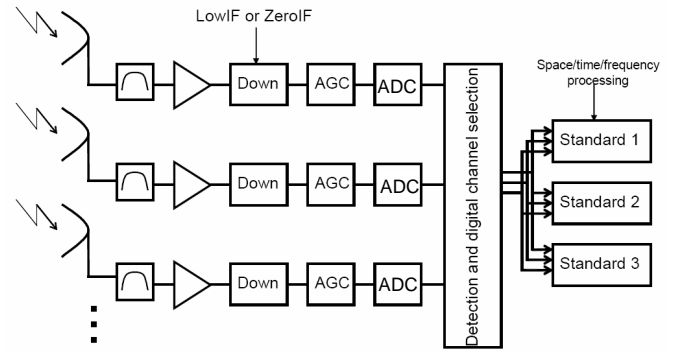 LowIF or ZeroIF
Down
AGC
ADC
Down
AGC
ADC
Down
AGC
ADC
Detection and digital channel selection
Space/time/frequency
processing
Standard 1
Standard 2
Standard 3